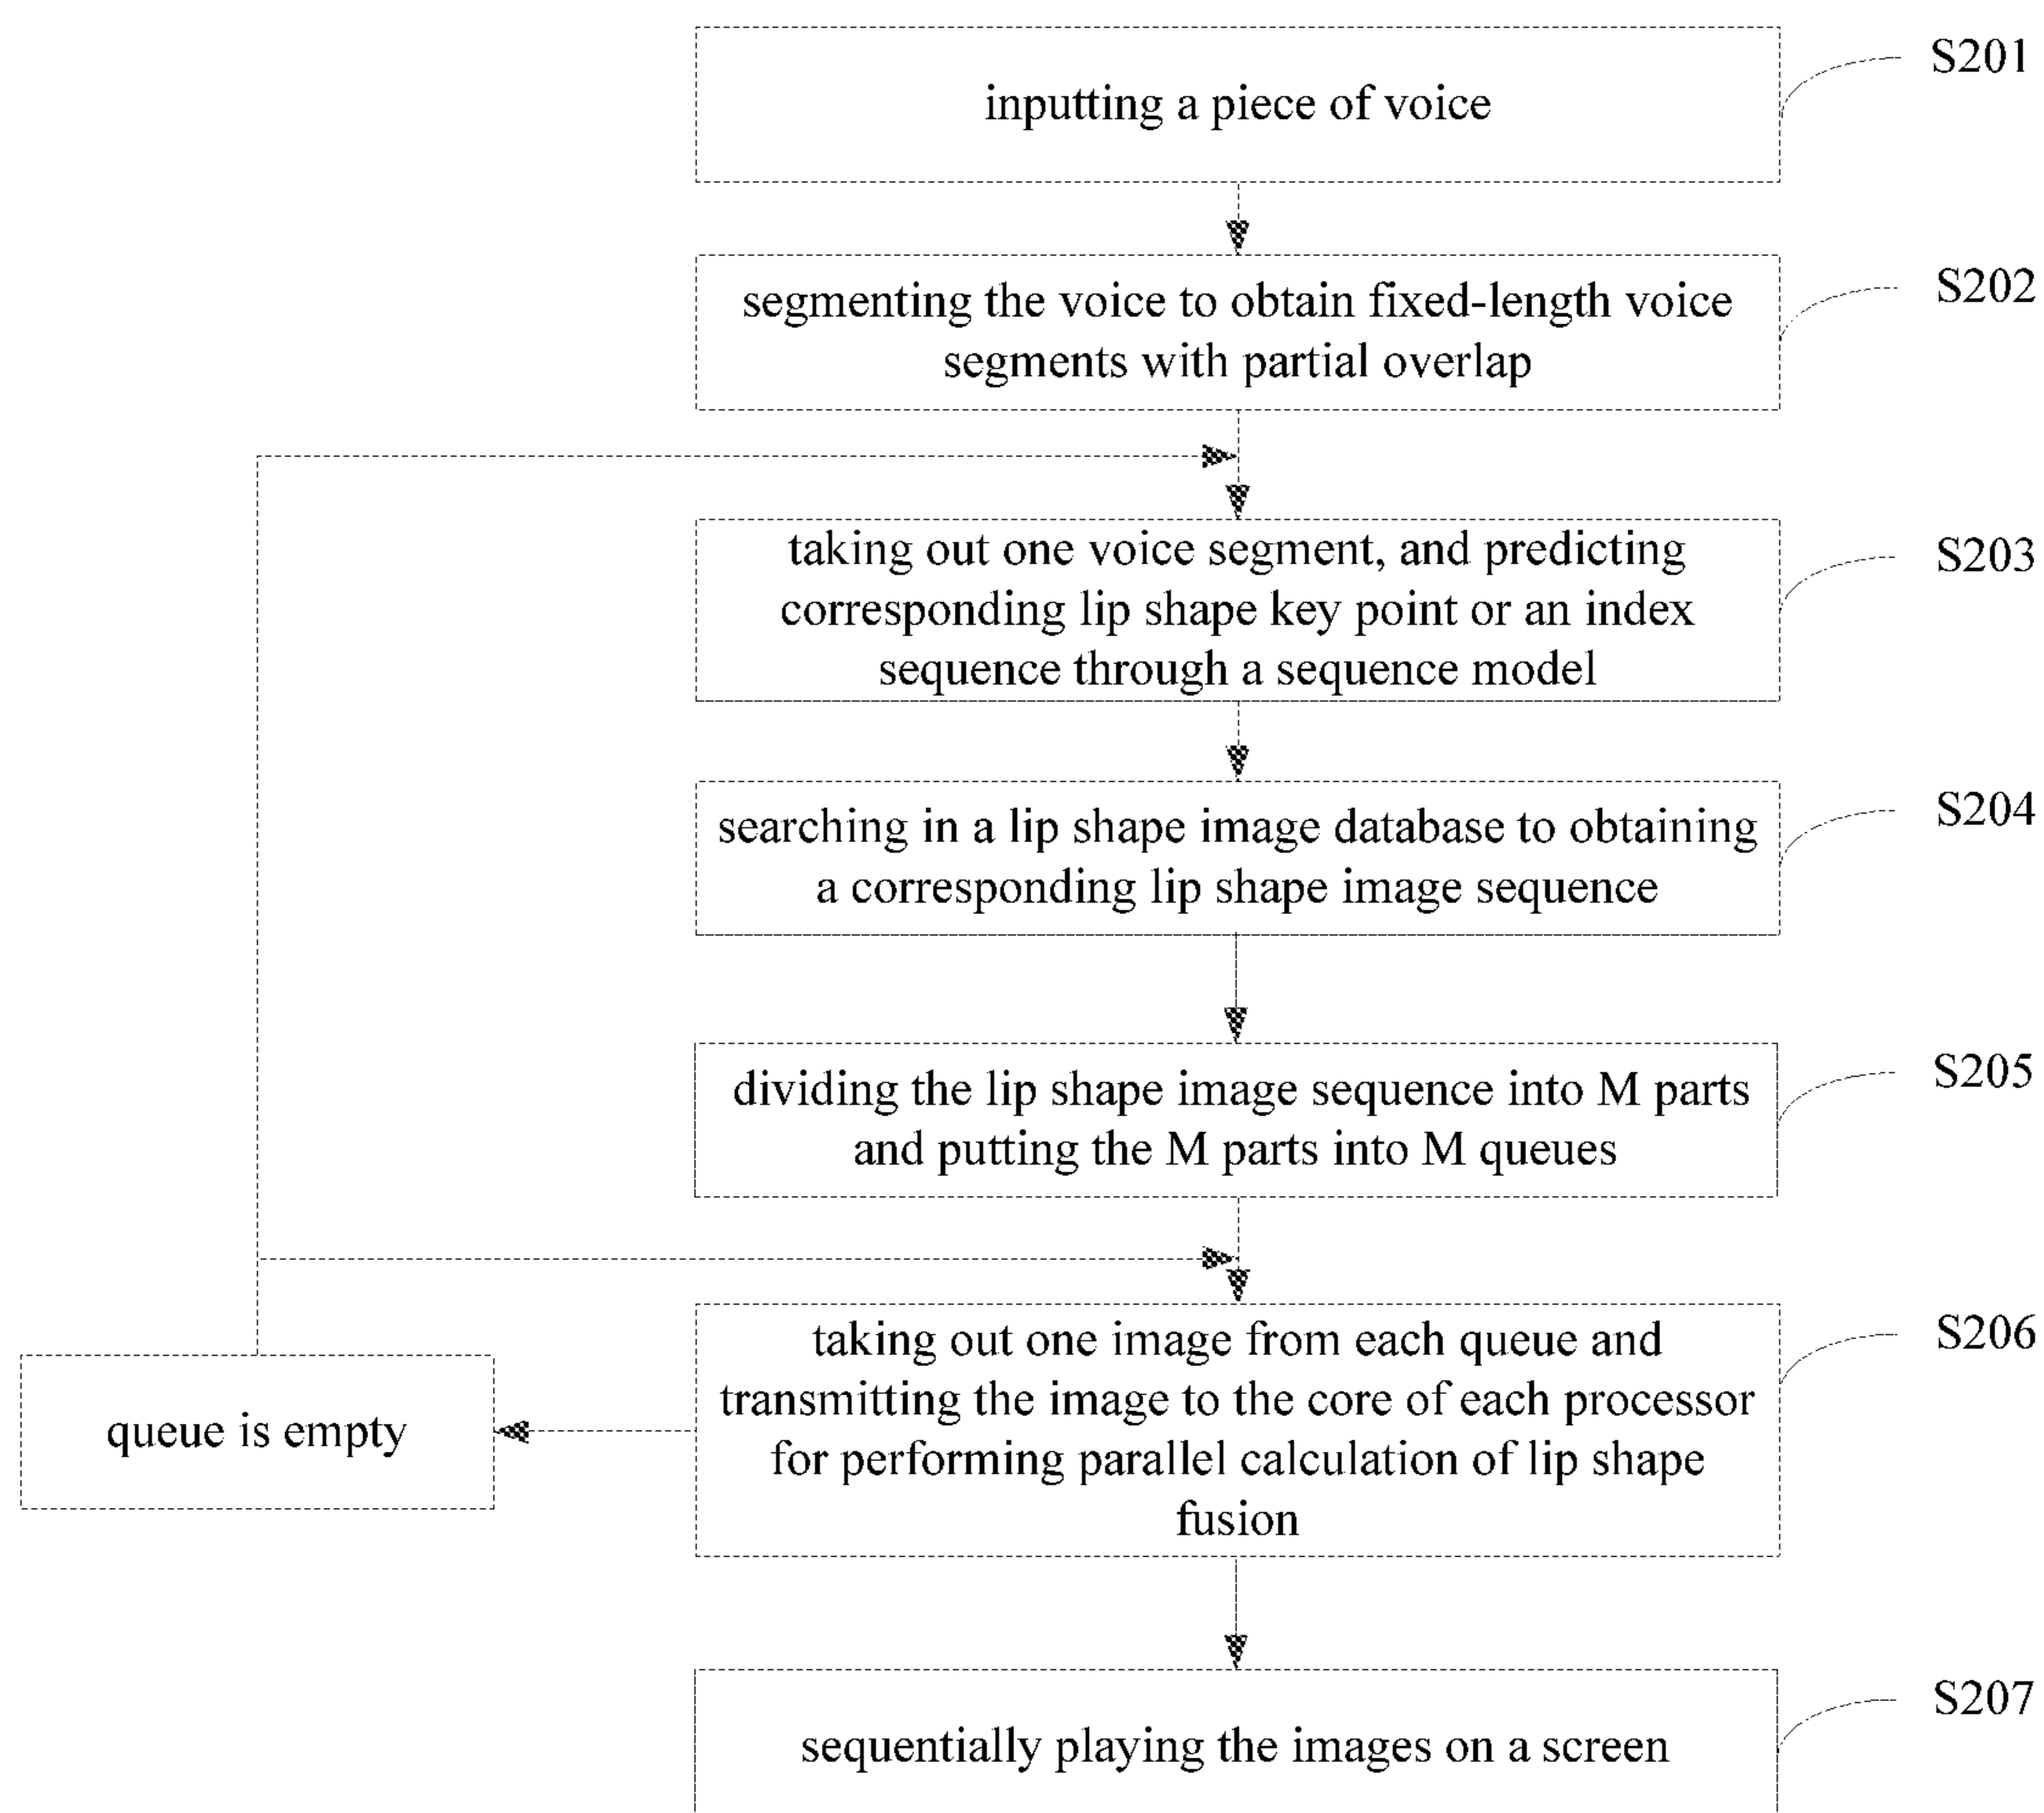 inputting a piece of voice
S201
segmenting the voice to obtain fixed-length voice
segments with partial overlap
S202
taking out one voice segment, and predicting
corresponding lip shape key point or an index
sequence through a sequence model
S203
searching in a lip shape image database to obtaining
a corresponding lip shape image sequence
S204
dividing the lip shape image sequence into M parts
and putting the M parts into M queues
S205
taking out one image from each queue and
transmitting the image to the core of each processor
for performing parallel calculation of lip shape
fusion
S206
queue is empty
sequentially playing the images on a screen
S207